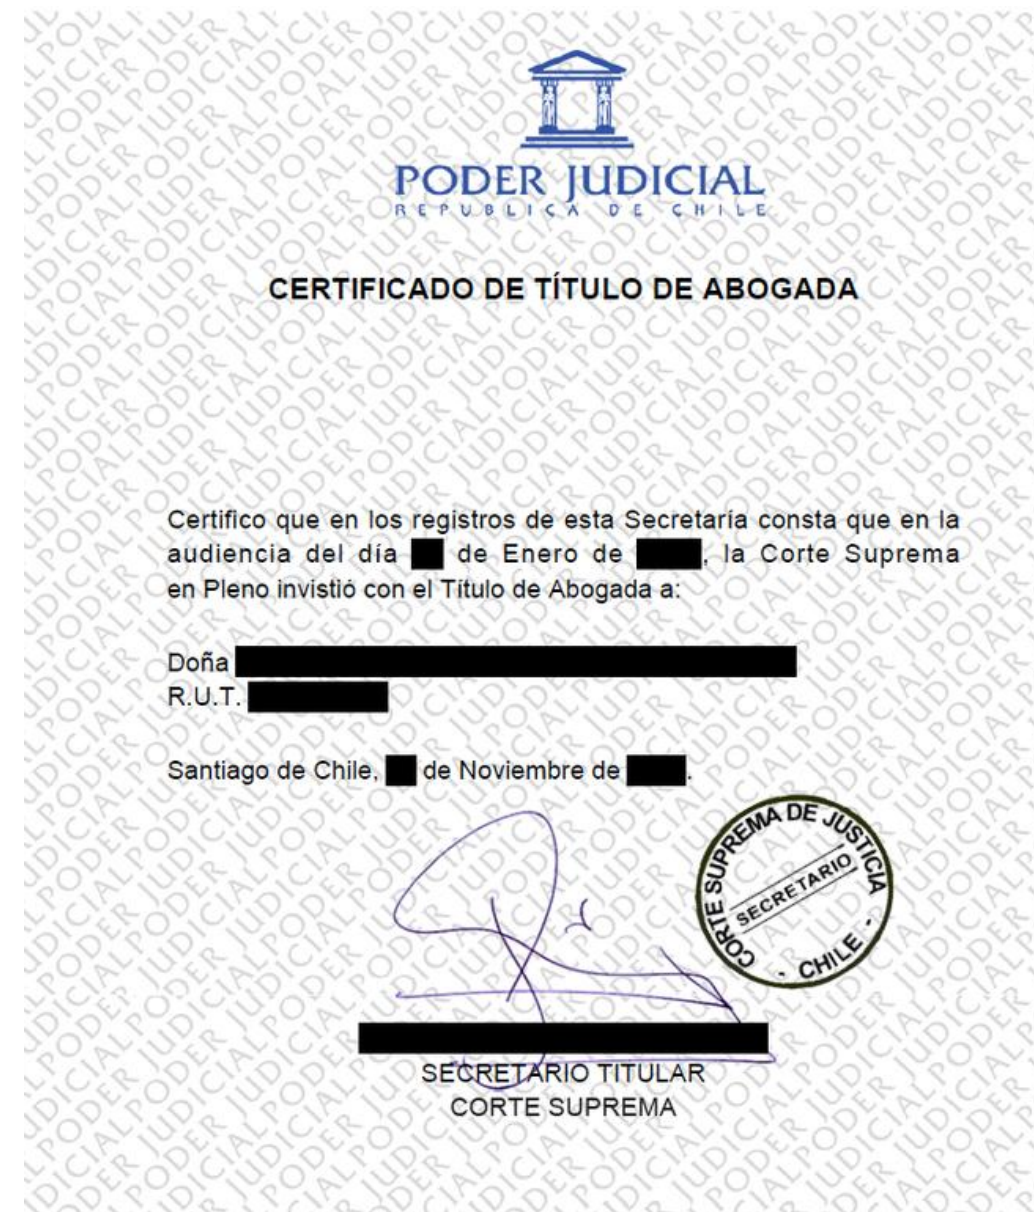 PODER JUDICIAL
REPUBLICA DE CHILE
CERTIFICADO DE TÍTULO DE ABOGADA
Certifico que en los registros de esta Secretaría consta que en la
audiencia del día de Enero de , la Corte Suprema
en Pleno invistió con el Título de Abogada a:
Doña
R.U.T.
Santiago de Chile, de Noviembre de .
CORTE SUPREMA DE JUSTICIA
SECRETARIO
- CHILE -
SECRETARIO TITULAR
CORTE SUPREMA